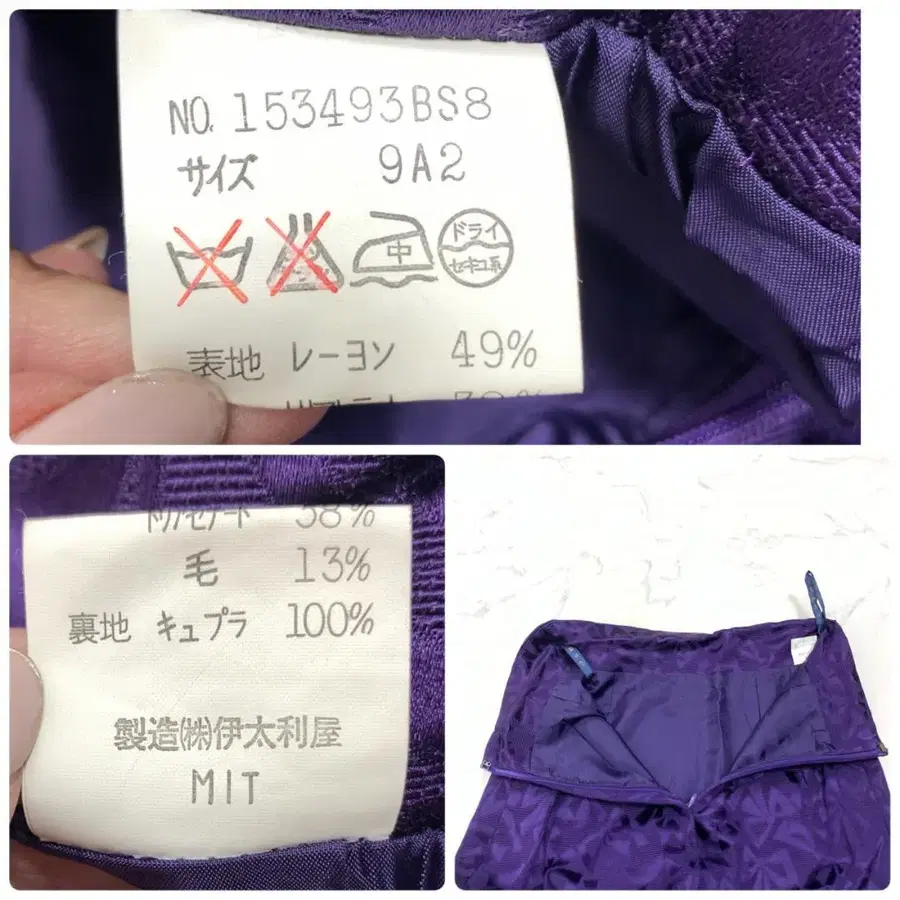 NO. 153493BS8
サイズ 9A2
中 ドライ
セキユ系
表地 レーヨン 49%
38%
毛 13%
裏地 キュプラ 100%
製造㈱伊太利屋
MIT